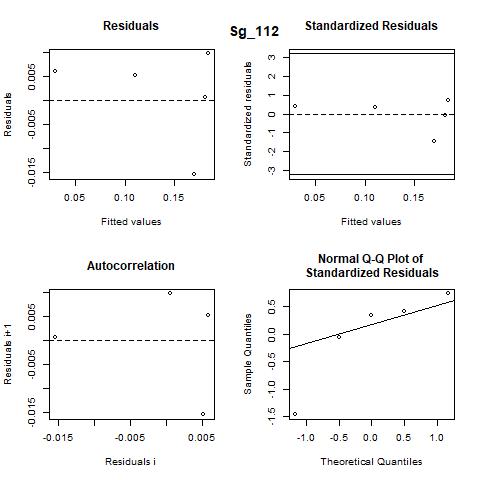 Sg_112
Residuals
Residuals
0.005
-0.005
-0.015
0.05
0.10
0.15
Fitted values
Standardized Residuals
Standardized residuals
3
2
1
0
-1
-2
-3
0.05
0.10
0.15
Fitted values
Autocorrelation
Residuals i+1
0.005
-0.005
-0.015
-0.015
-0.005
0.005
Residuals i
Normal Q-Q Plot of
Standardized Residuals
Sample Quantiles
0.5
0.0
-0.5
-1.5
-1.0
-0.5
0.0
0.5
1.0
Theoretical Quantiles